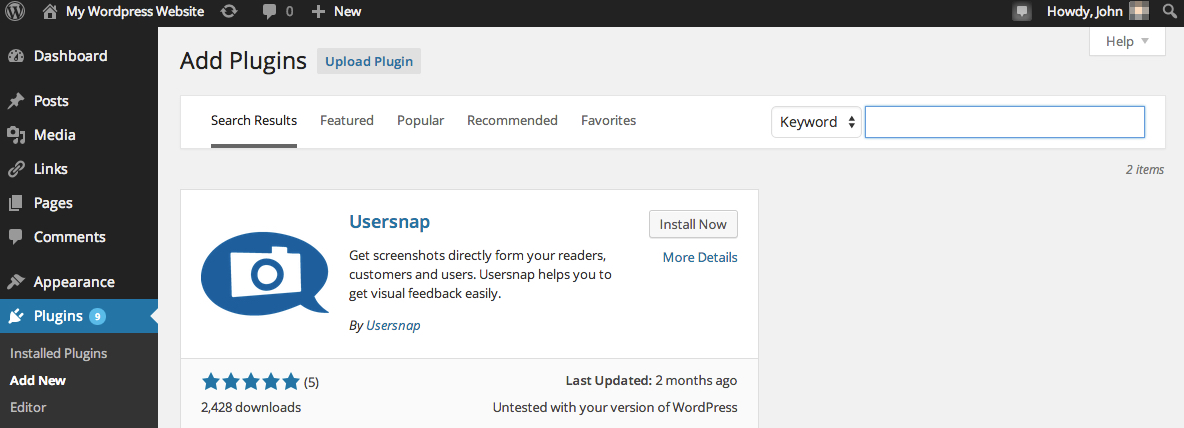 My Wordpress Website 0 New Howdy, John
Dashboard
Posts
Media
Links
Pages
Comments
Appearance
Plugins 9
Installed Plugins
Add New
Editor
Add Plugins Upload Plugin
Help
Search Results Featured Popular Recommended Favorites Keyword
2 items
Usersnap
Install Now
More Details
Get screenshots directly form your readers,
customers and users. Usersnap helps you to
get visual feedback easily.
By Usersnap
(5)
Last Updated: 2 months ago
2,428 downloads
Untested with your version of WordPress